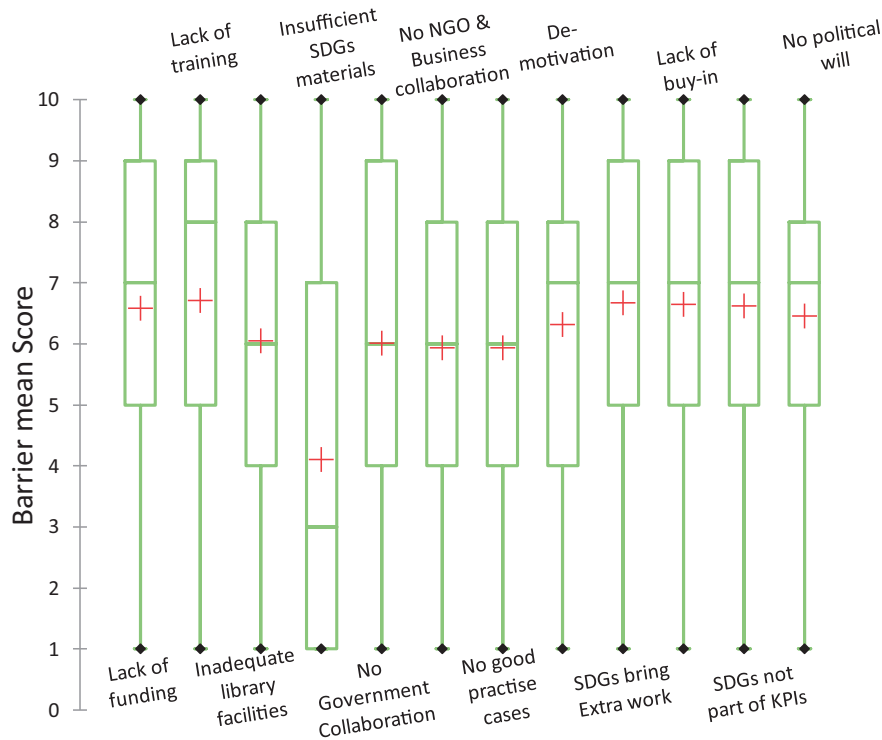 Lack of
training
Insufficient
SDGs
materials
No NGO &
Business
collaboration
De-
motivation
Lack of
buy-in
No political
will
Barrier mean Score
10
9
8
7
6
5
4
3
2
1
0
Lack of
funding
Inadequate
library
facilities
No
Government
Collaboration
No good
practise
cases
SDGs bring
Extra work
SDGs not
part of KPIs